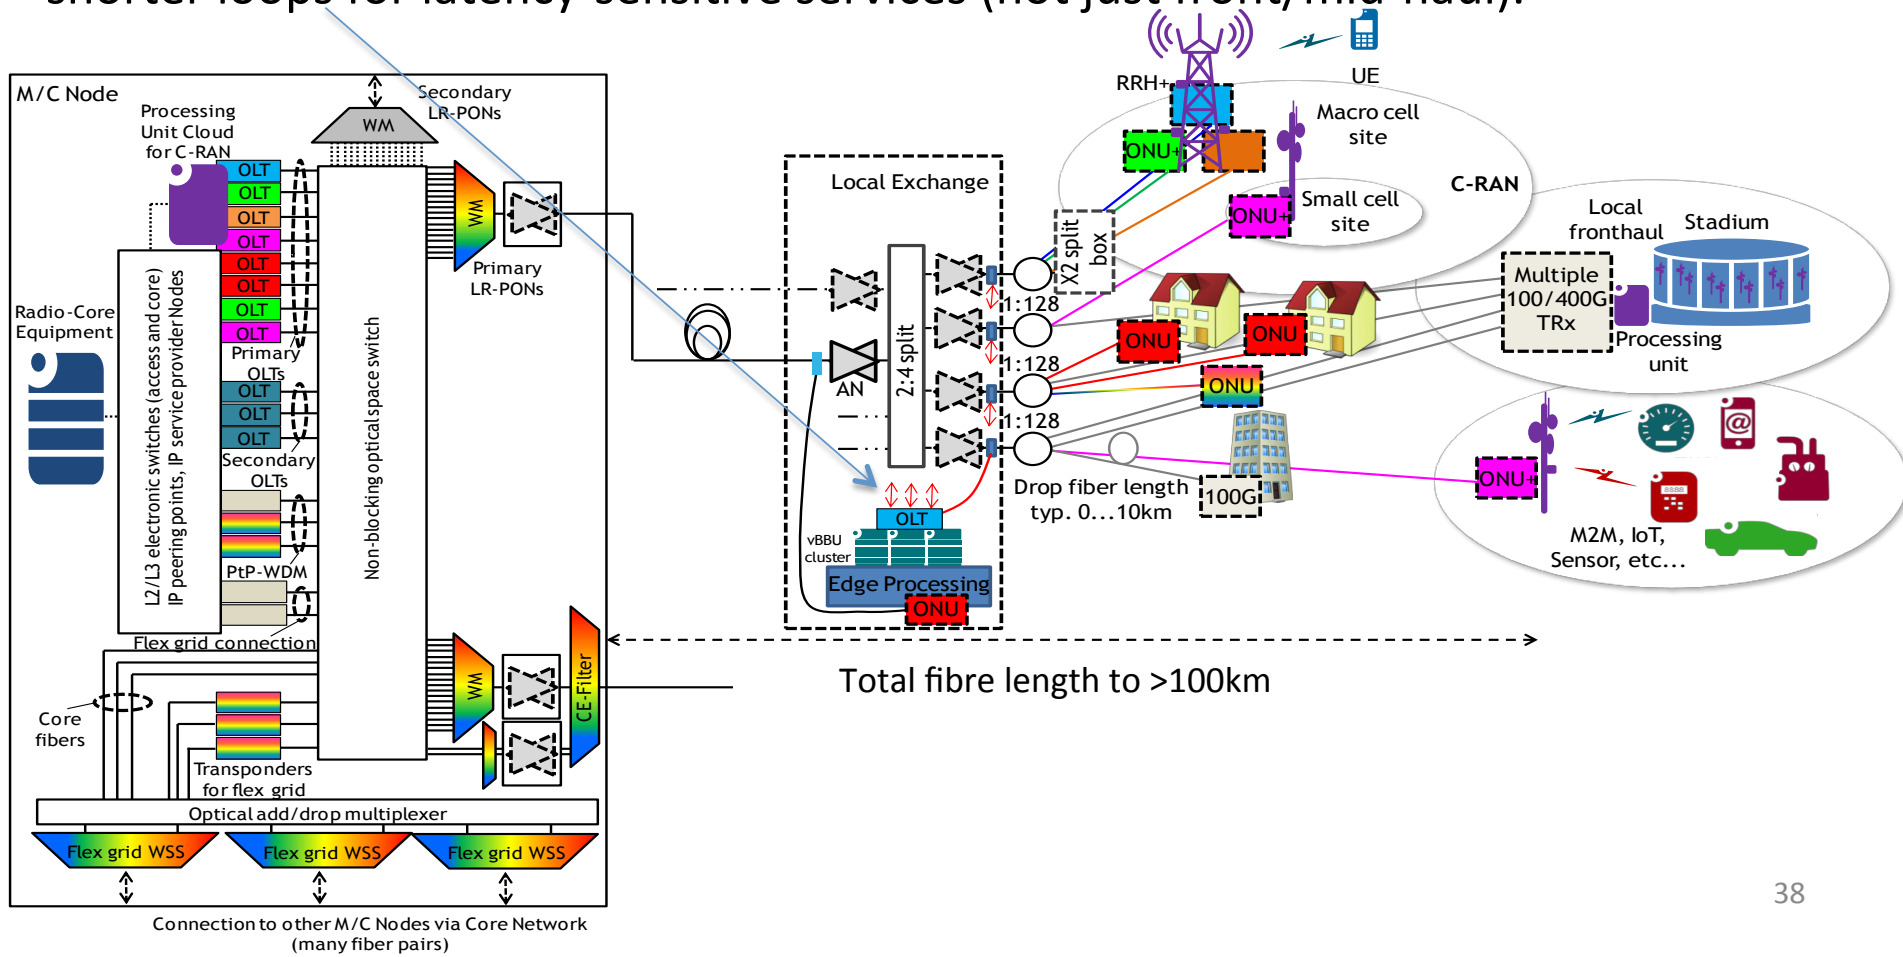 shorter loops for latency-sensitive services (not just front/mid-haul).
M/C Node
Processing
Unit Cloud
for C-RAN
WM
Secondary
LR-PONs
OLT
OLT
OLT
OLT
OLT
OLT
OLT
OLT
Primary
OLTs
OLT
OLT
OLT
Secondary
OLTs
PtP-WDM
Flex grid connection
Radio-Core
Equipment
L2/L3 electronic switches (access and core)
IP peering points, IP service provider Nodes
Non-blocking optical space switch
WM
Primary
LR-PONs
WM
CE-Filter
Core
fibers
Transponders
for flex grid
Optical add/drop multiplexer
Flex grid WSS
Flex grid WSS
Flex grid WSS
Connection to other M/C Nodes via Core Network
(many fiber pairs)
Local Exchange
AN
2:4 split
1:128
1:128
1:128
OLT
vBBU
cluster
Edge Processing
ONU
Total fibre length to >100km
RRH+
UE
ONU+
Macro cell
site
C-RAN
X2 split
box
ONU+
Small cell
site
ONU
ONU
ONU
Drop fiber length
typ. 0...10km
100G
Local
fronthaul
Stadium
Multiple
100/400G
TRx
Processing
unit
ONU+
@
8888
M2M, IoT,
Sensor, etc...
38